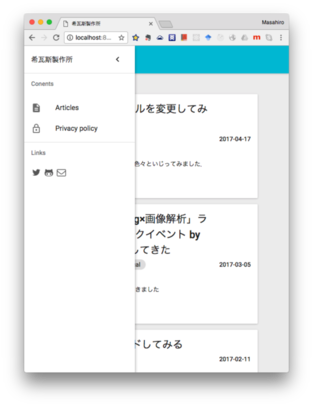 希瓦斯製作所
Masahiro
localhost:8...
希瓦斯製作所
Conents
Articles
Privacy policy
Links
ルを変更してみ
2017-04-17
色々といじってみました。
g×画像解析」ラ
クイベント by
してきた
al
2017-03-05
きました
ドしてみる
2017-02-11